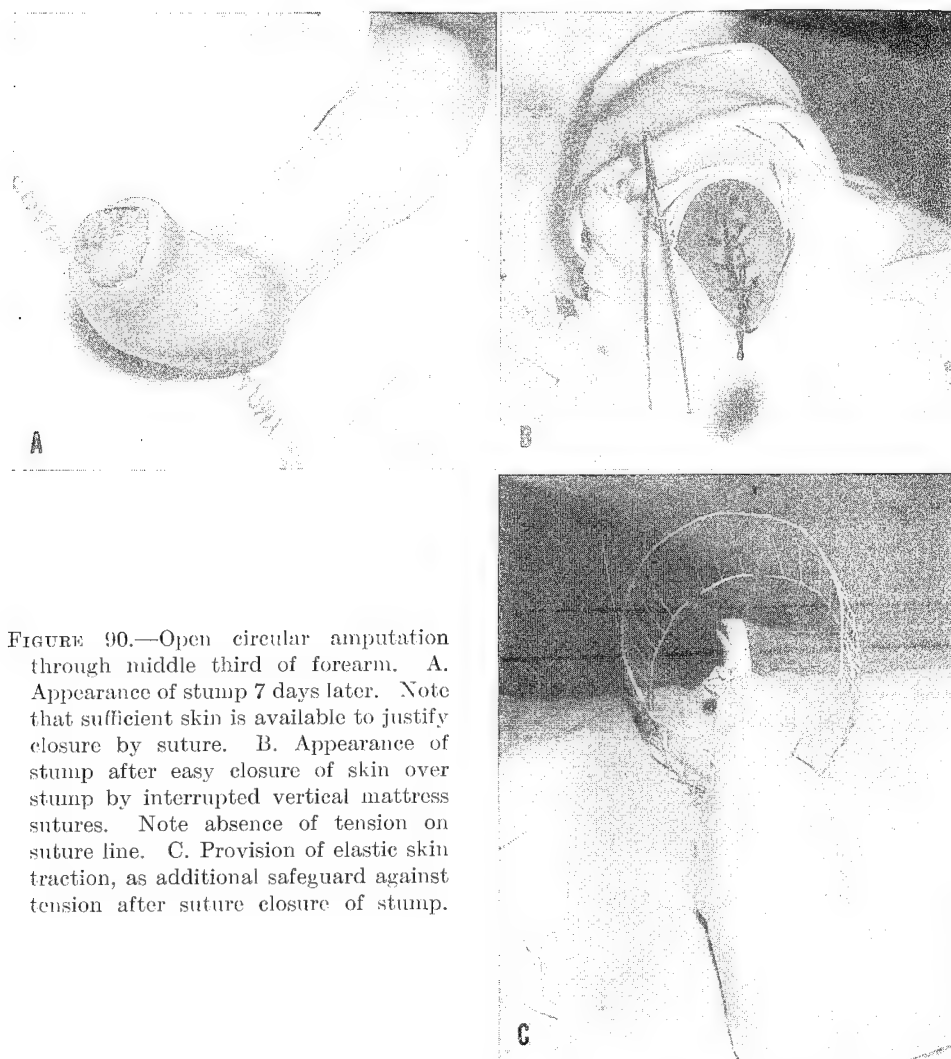 A
B
FIGURE 90.—Open circular amputation
through middle third of forearm. A.
Appearance of stump 7 days later. Note
that sufficient skin is available to justify
closure by suture. B. Appearance of
stump after easy closure of skin over
stump by interrupted vertical mattress
sutures. Note absence of tension on
suture line. C. Provision of elastic skin
traction, as additional safeguard against
tension after suture closure of stump.
C